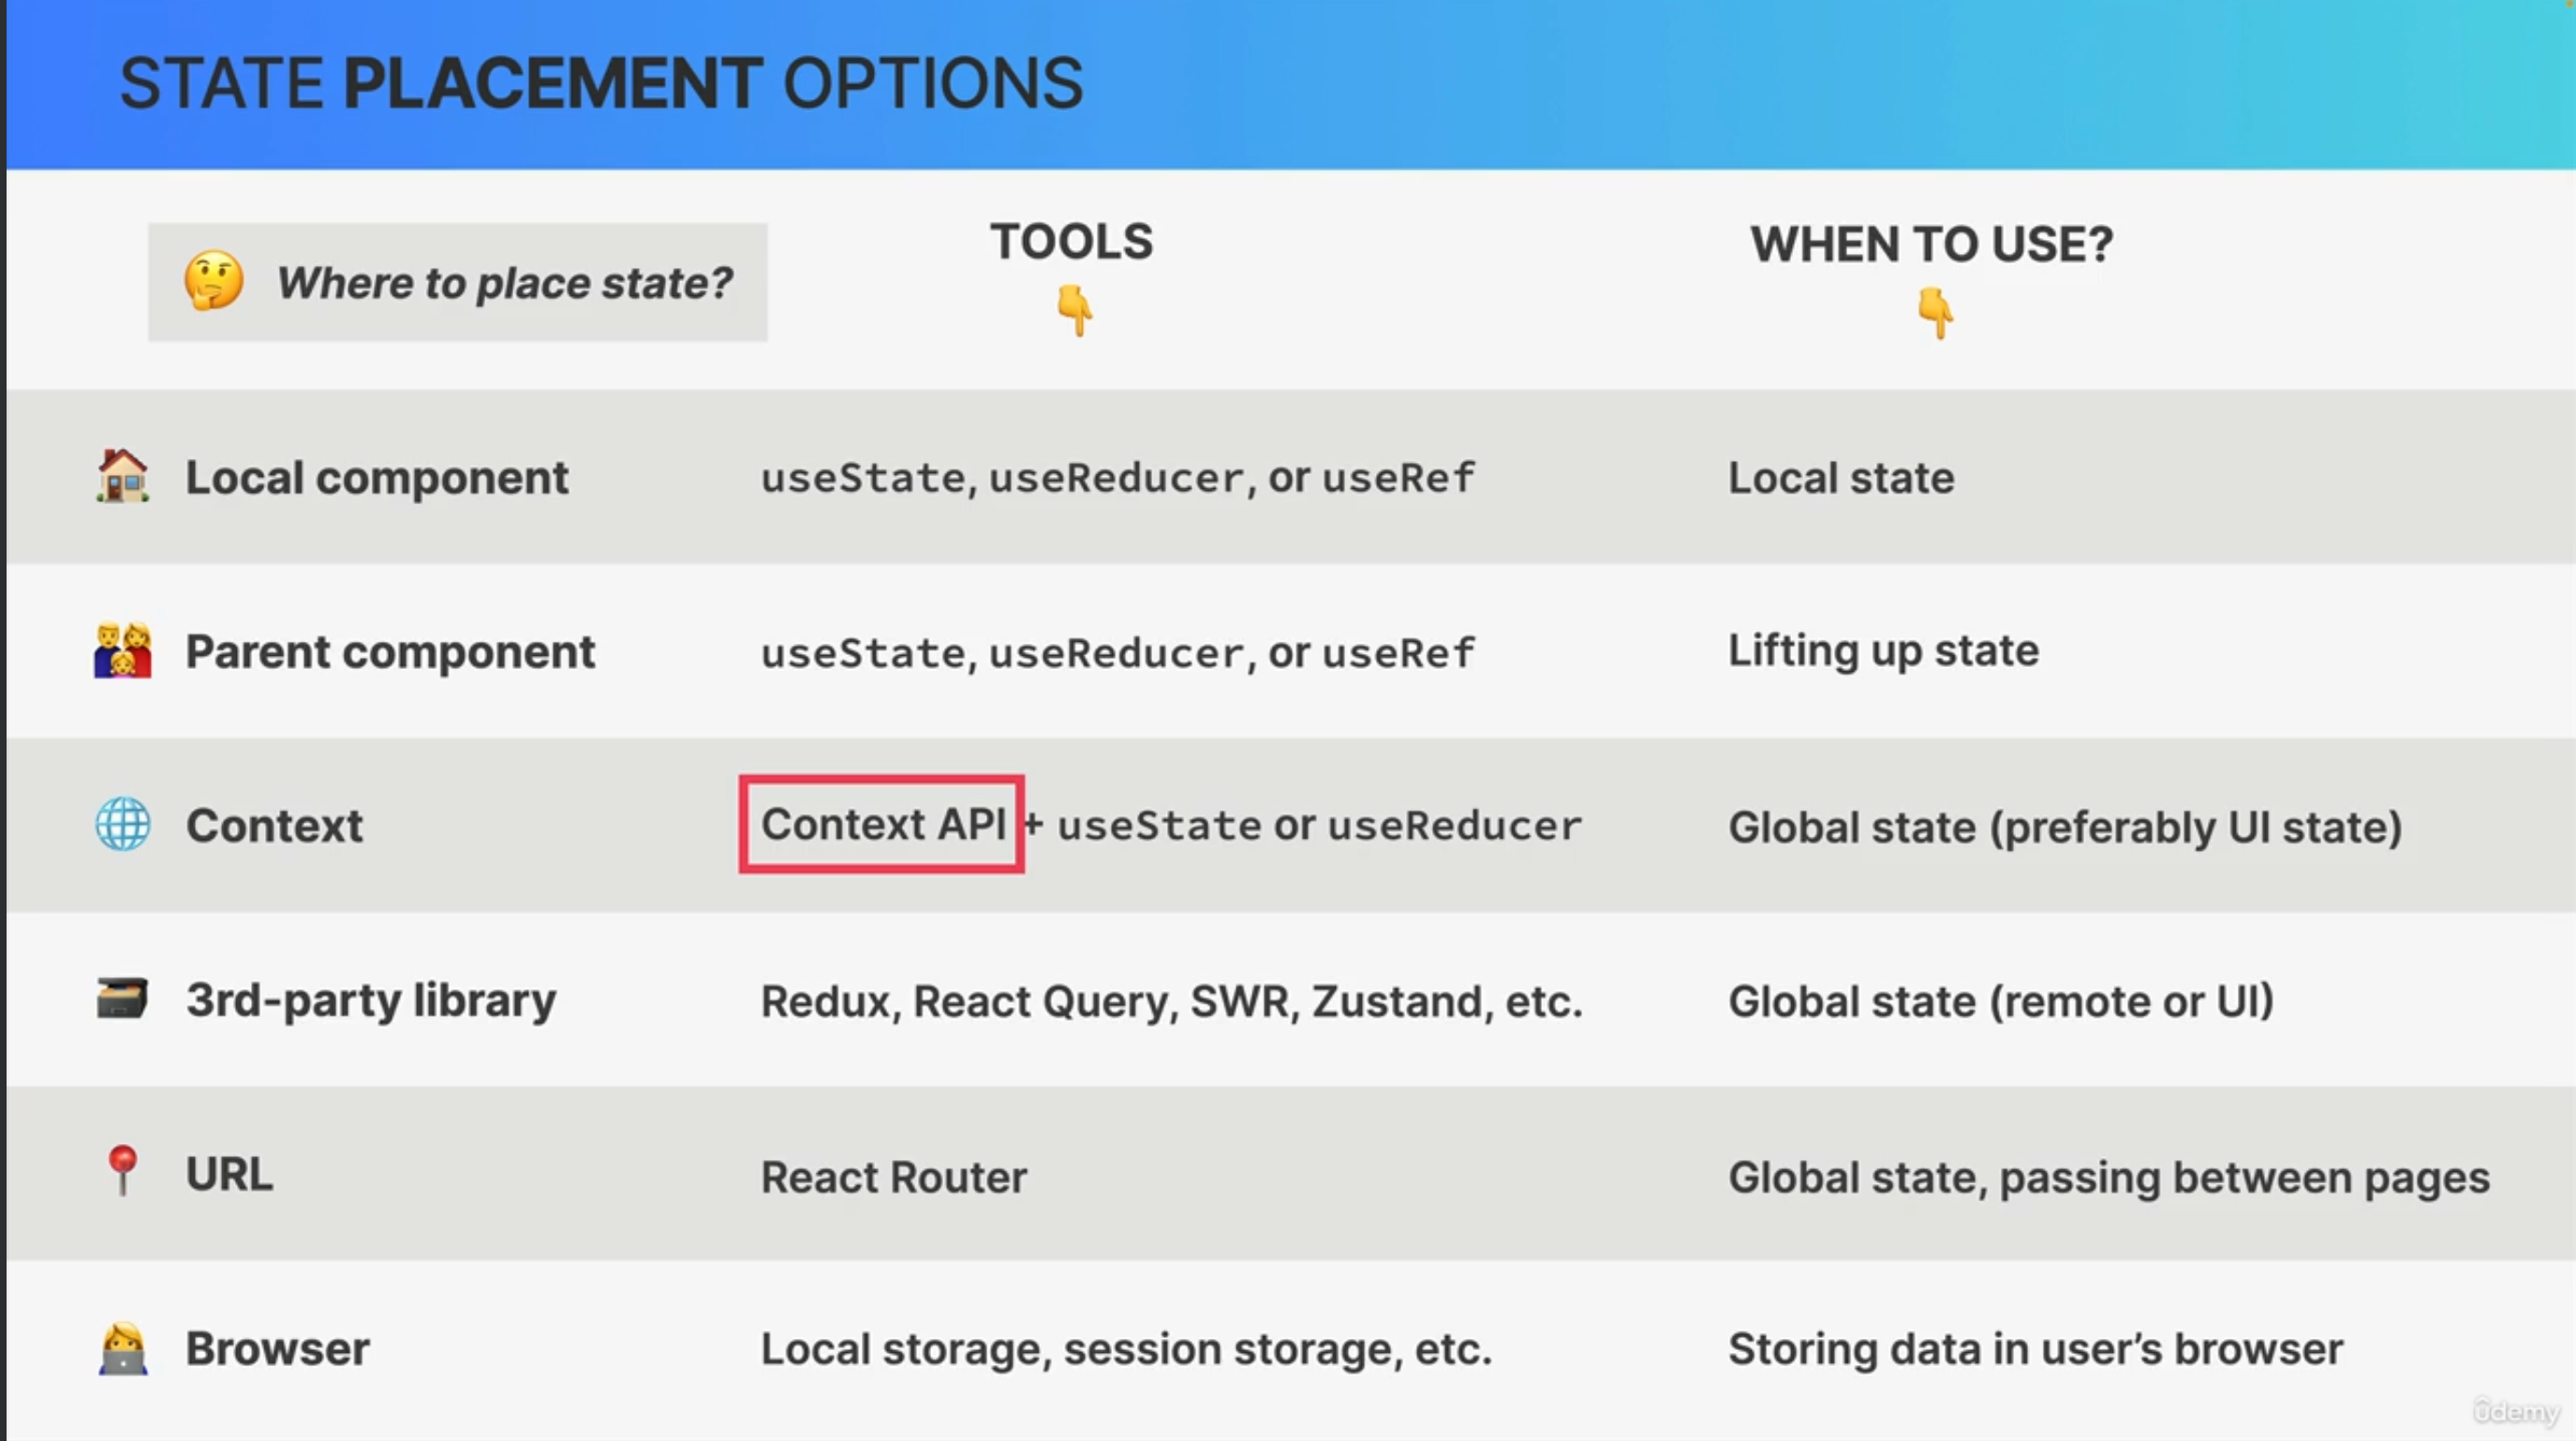 STATE PLACEMENT OPTIONS
Where to place state?
TOOLS
WHEN TO USE?
Local component
useState, useReducer, or useRef
Local state
Parent component
useState, useReducer, or useRef
Lifting up state
Context
Context API + useState or useReducer
Global state (preferably UI state)
3rd-party library
Redux, React Query, SWR, Zustand, etc.
Global state (remote or UI)
URL
React Router
Global state, passing between pages
Browser
Local storage, session storage, etc.
Storing data in user’s browser
ûdemy